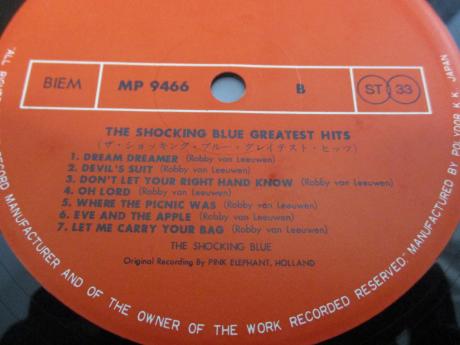 BIEM
MP 9466
B
ST 33
THE SHOCKING BLUE GREATEST HITS
(ザ・ショッキング・ブルー・グレイテスト・ヒッツ)
1. DREAM DREAMER (Robby van Leeuwen)
2. DEVIL'S SUIT (Robby van Leeuwen)
3. DON'T LET YOUR RIGHT HAND KNOW (Robby van Leeuwen)
4. OH LORD (Robby van Leeuwen)
5. WHERE THE PICNIC WAS (Robby van Leeuwen)
6. EVE AND THE APPLE (Robby van Leeuwen)
7. LET ME CARRY YOUR BAG (Robby van Leeuwen)
THE SHOCKING BLUE
Original Recording By PINK ELEPHANT, HOLLAND
MANUFACTURED BY POLYDOR K.K. JAPAN
"ALL
RECORD MANUFACTURER AND OF THE OWNER OF THE WORK RECORDED RESERVED"